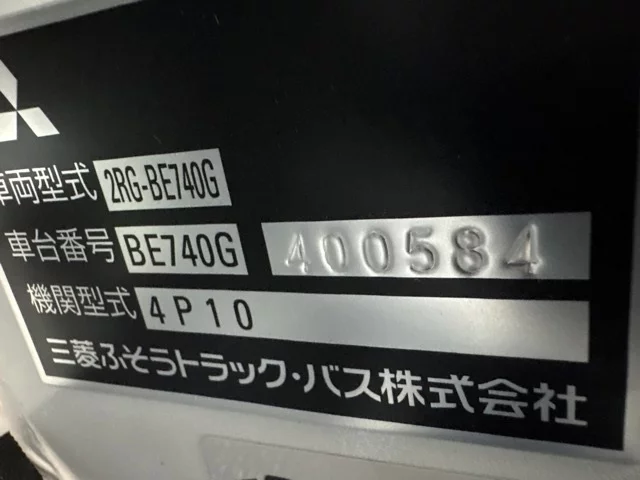 車両型式 2RG-BE740G
車台番号 BE740G 400584
機関型式 4P10
三菱ふそうトラック・バス株式会社